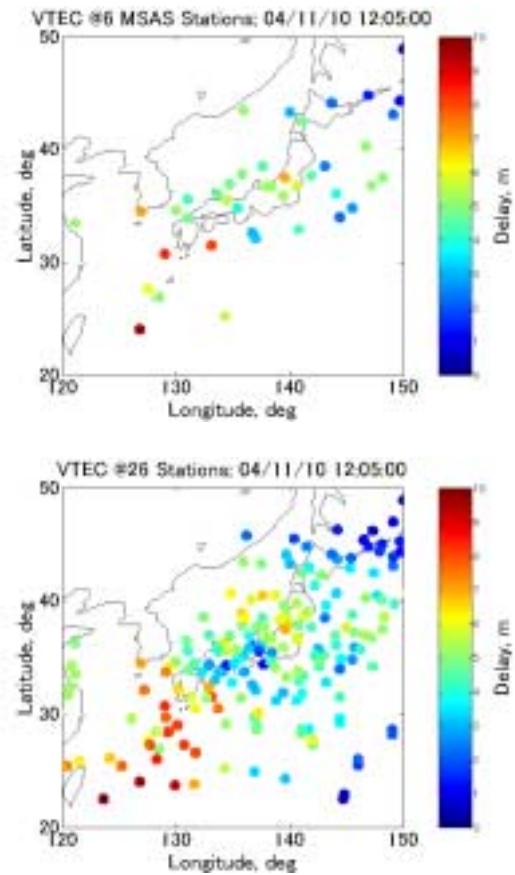 VTEC @6 MSAS Stations; 04/11/10 12:05:00
50
40
30
20
120 130 140 150
Latitude, deg
Longitude, deg
Delay, m
VTEC @26 Stations; 04/11/10 12:05:00
50
40
30
20
120 130 140 150
Latitude, deg
Longitude, deg
Delay, m